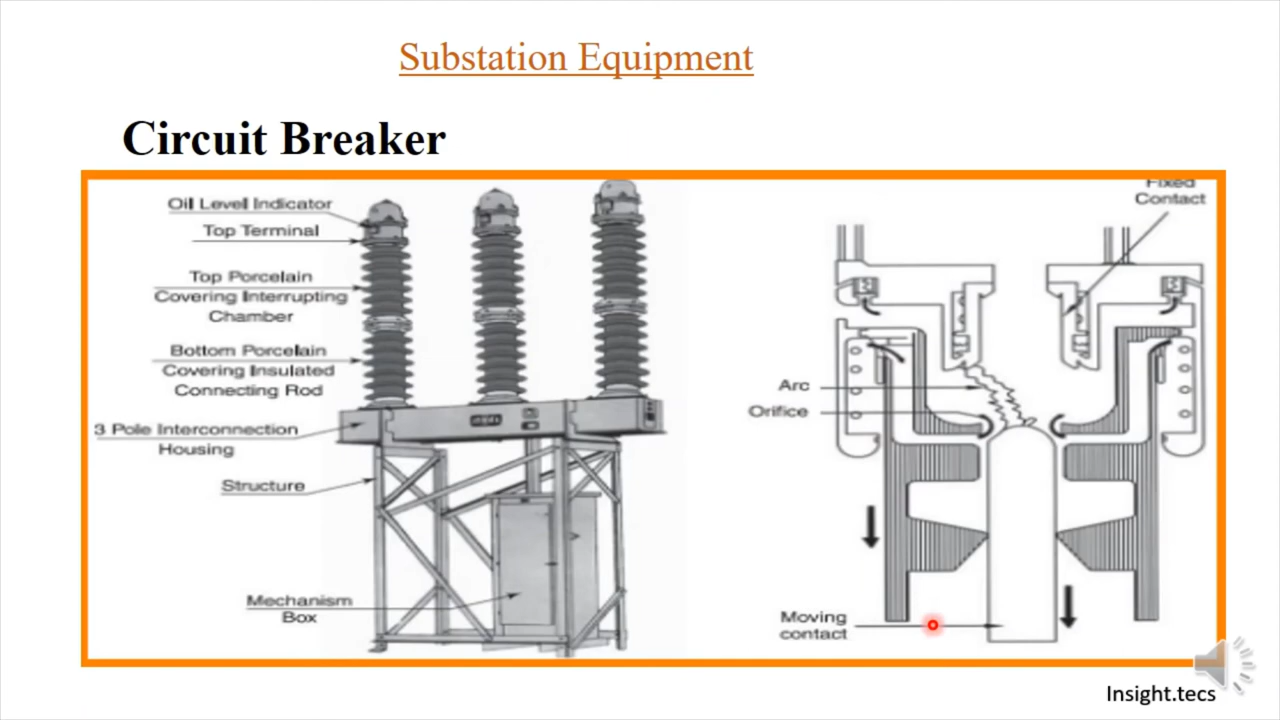 Substation Equipment
Circuit Breaker
Oil Level Indicator
Top Terminal
Top Porcelain
Covering Interrupting
Chamber
Bottom Porcelain
Covering Insulated
Connecting Rod
3 Pole Interconnection
Housing
Structure
Mechanism
Box
Fixed
Contact
Arc
Orifice
Moving
contact
Insight.tecs